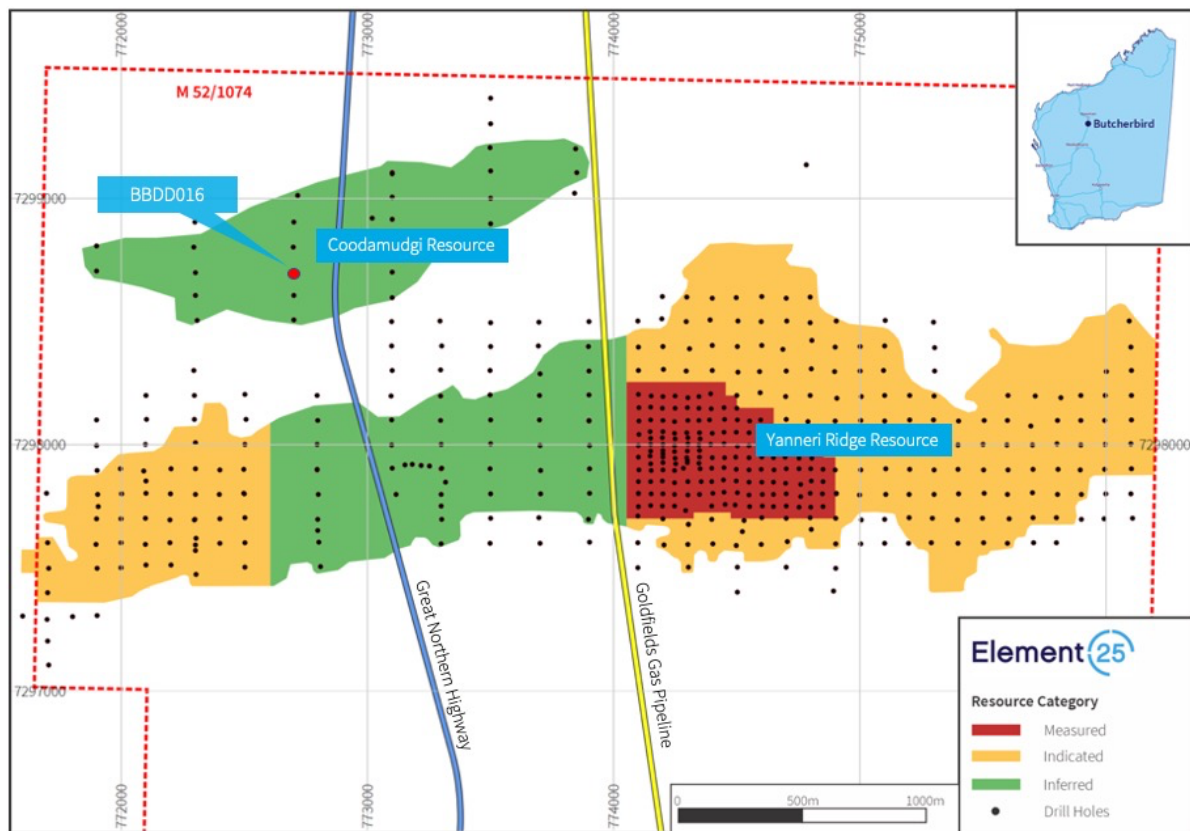 772000
773000
774000
775000
M 52/1074
Butcherbird
BBDD016
7299000
Coodamudgi Resource
Yanneri Ridge Resource
7298000
7298000
Great Northern Highway
Goldfields Gas Pipeline
7297000
772000
773000
774000
0
500m
1000m
Element 25
Resource Category
Measured
Indicated
Inferred
Drill Holes